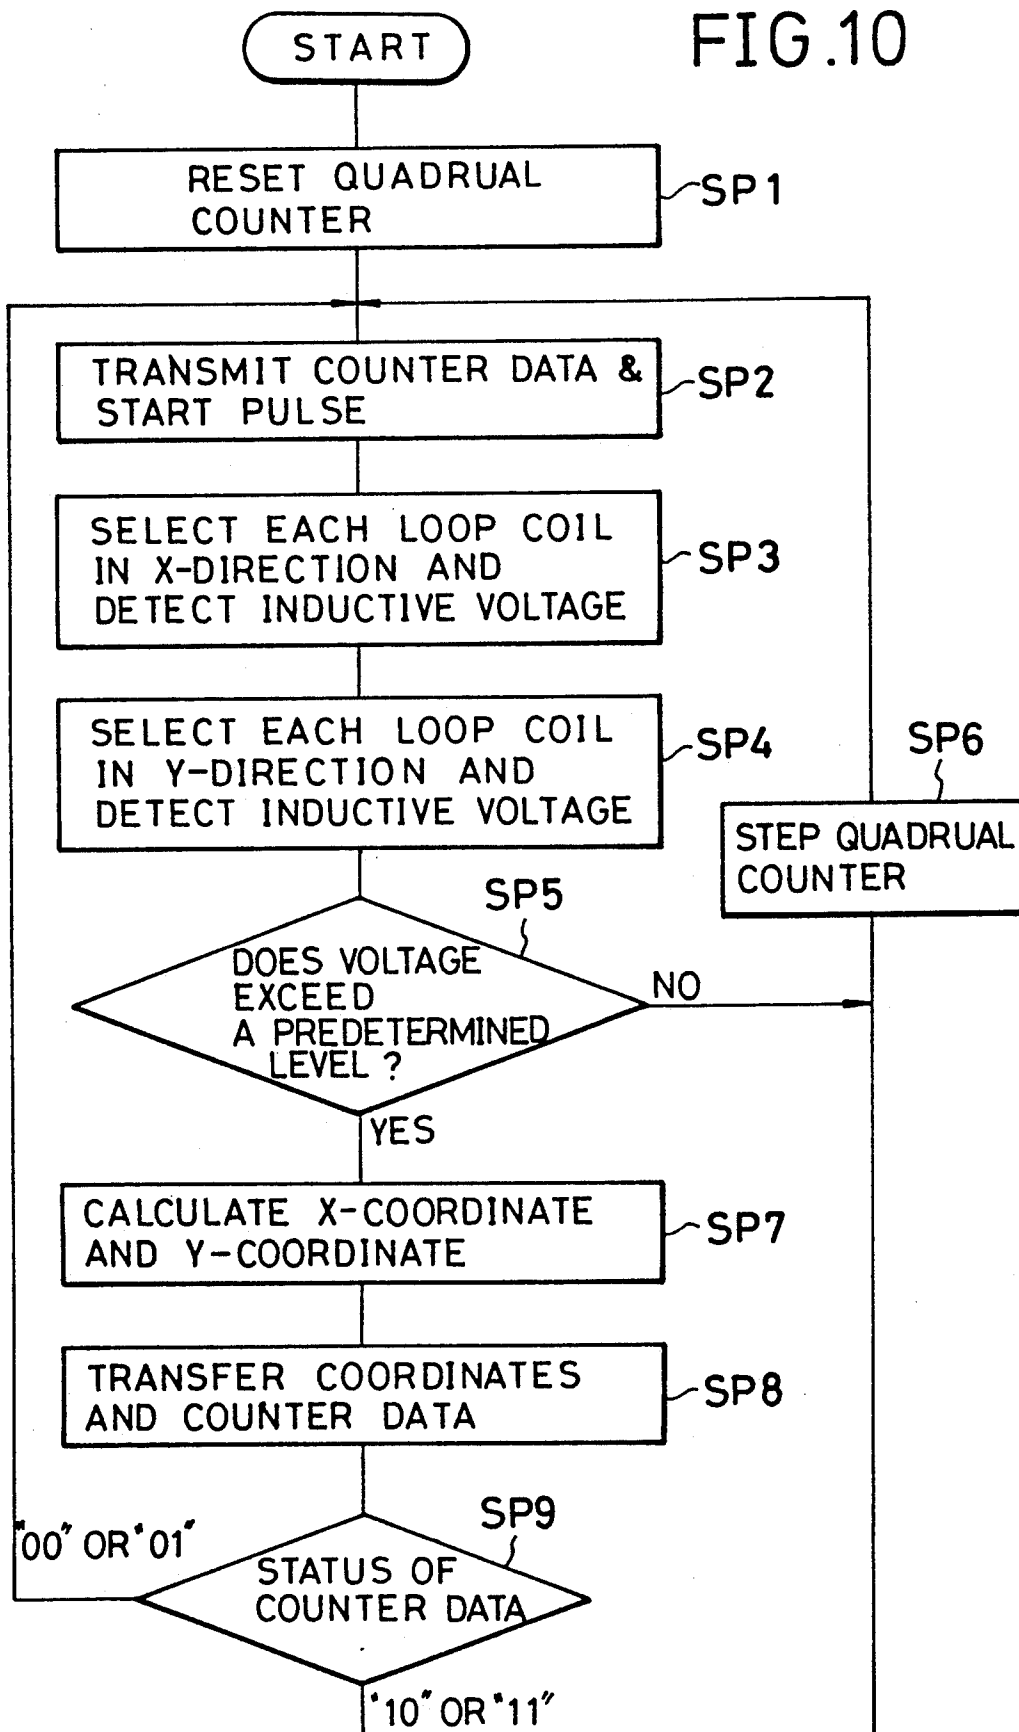 START
FIG.10
RESET QUADRUAL
COUNTER
SP1
TRANSMIT COUNTER DATA &
START PULSE
SP2
SELECT EACH LOOP COIL
IN X-DIRECTION AND
DETECT INDUCTIVE VOLTAGE
SP3
SELECT EACH LOOP COIL
IN Y-DIRECTION AND
DETECT INDUCTIVE VOLTAGE
SP4
SP6
STEP QUADRUAL
COUNTER
SP5
DOES VOLTAGE
EXCEED
A PREDETERMINED
LEVEL ?
NO
YES
CALCULATE X-COORDINATE
AND Y-COORDINATE
SP7
TRANSFER COORDINATES
AND COUNTER DATA
SP8
SP9
"00" OR "01"
STATUS OF
COUNTER DATA
"10" OR "11"